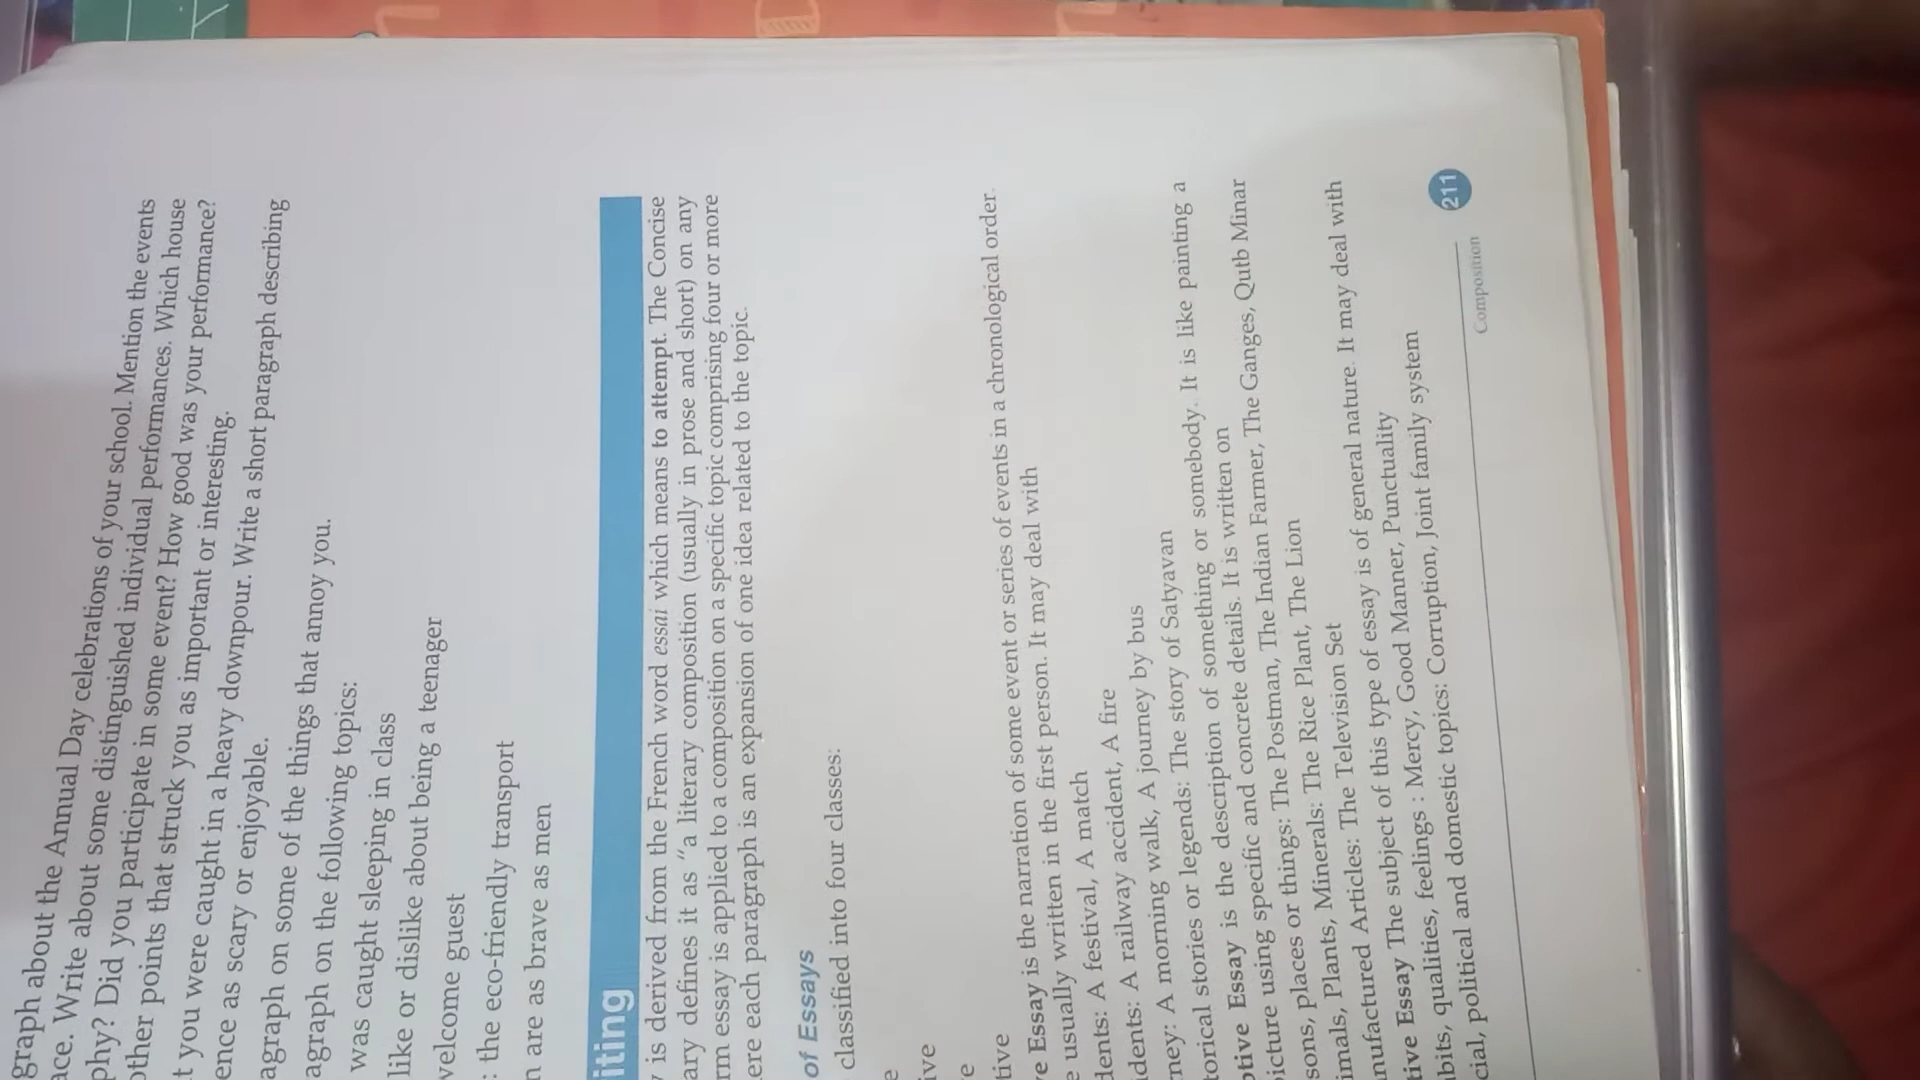 graph about the Annual Day celebrations of your school. Mention the events
ace. Write about some distinguished individual performances. Which house
phy? Did you participate in some event? How good was your performance?
other points that struck you as important or interesting.
t you were caught in a heavy downpour. Write a short paragraph describing
ence as scary or enjoyable.
agraph on some of the things that annoy you.
agraph on the following topics:
was caught sleeping in class
like or dislike about being a teenager
welcome guest
: the eco-friendly transport
n are as brave as men
iting
y is derived from the French word essai which means to attempt. The Concise
ary defines it as "a literary composition (usually in prose and short) on any
rm essay is applied to a composition on a specific topic comprising four or more
ere each paragraph is an expansion of one idea related to the topic.
of Essays
classified into four classes:
e
ive
e
tive
e Essay is the narration of some event or series of events in a chronological order.
e usually written in the first person. It may deal with
dents: A festival, A match
idents: A railway accident, A fire
rney: A morning walk, A journey by bus
torical stories or legends: The story of Satyavan
ptive Essay is the description of something or somebody. It is like painting a
picture using specific and concrete details. It is written on
sons, places or things: The Postman, The Indian Farmer, The Ganges, Qutb Minar
imals, Plants, Minerals: The Rice Plant, The Lion
nufactured Articles: The Television Set
tive Essay The subject of this type of essay is of general nature. It may deal with
bits, qualities, feelings : Mercy, Good Manner, Punctuality
cial, political and domestic topics: Corruption, Joint family system
Composition 211